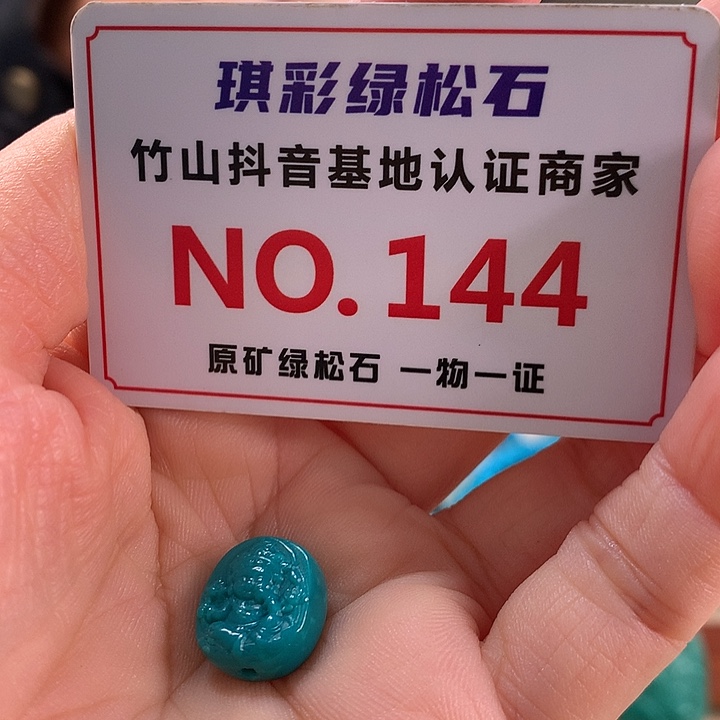 琪彩绿松石
竹山抖音基地认证商家
NO.144
原矿绿松石 一物一证